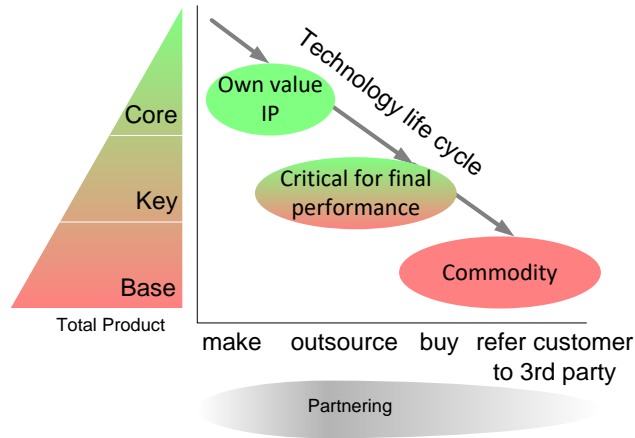 Core
Key
Base
Total Product
Technology life cycle
Own value
IP
Critical for final
performance
Commodity
make outsource buy refer customer
to 3rd party
Partnering